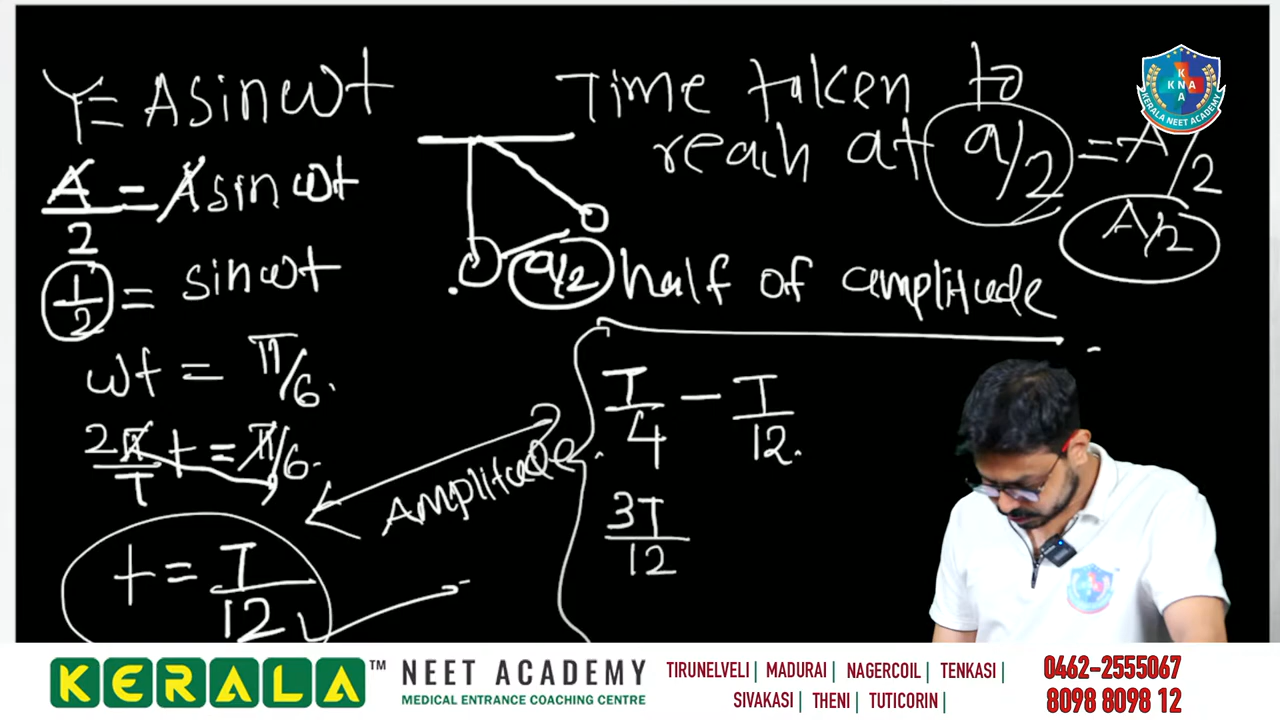 Y = A sin ωt
A/2 = A sin ωt
1/2 = sin ωt
ωt = π/6.
2π/T t = π/6.
t = T/12
Time taken to
reach at a/2 = A/2
A/2
a/2 half of amplitude
Amplitude
T/4 - T/12.
3T/12
KNA
KERALA NEET ACADEMY
KERALA™ NEET ACADEMY
MEDICAL ENTRANCE COACHING CENTRE
TIRUNELVELI | MADURAI | NAGERCOIL | TENKASI |
SIVAKASI | THENI | TUTICORIN |
0462-2555067
8098 8098 12